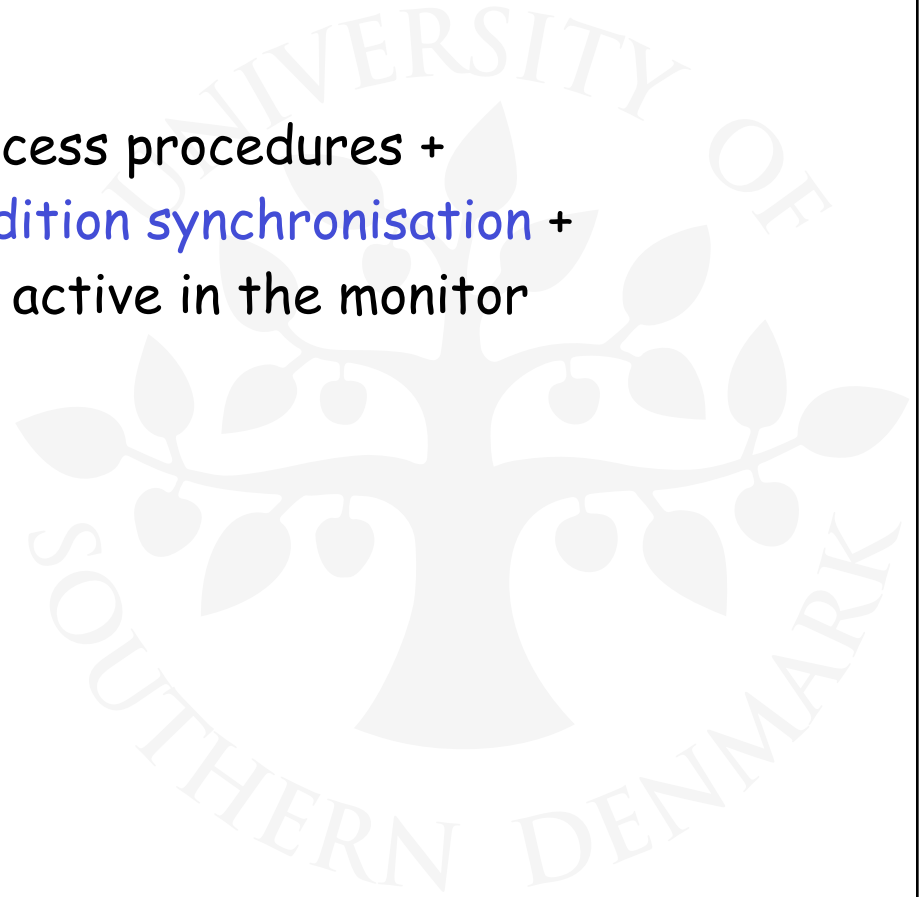 cess procedures +
dition synchronisation +
active in the monitor
UNIVERSITY OF
SOUTHERN DENMARK